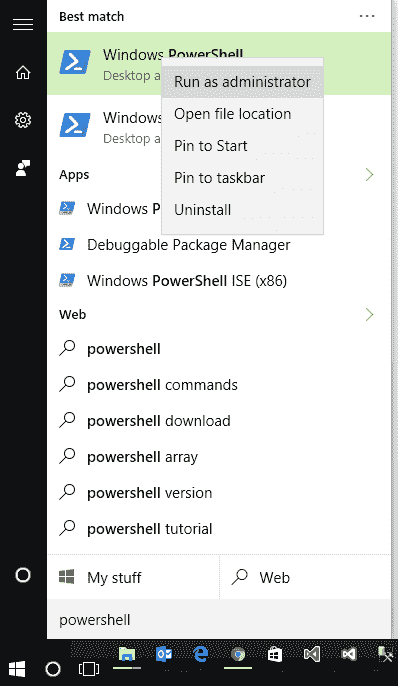 Best match
Windows PowerShell
Desktop a
Run as administrator
Open file location
Windows
Desktop a
Pin to Start
Apps
Pin to taskbar
Windows P
Uninstall
Debuggable Package Manager
Windows PowerShell ISE (x86)
Web
powershell
powershell commands
powershell download
powershell array
powershell version
powershell tutorial
My stuff
Web
powershell